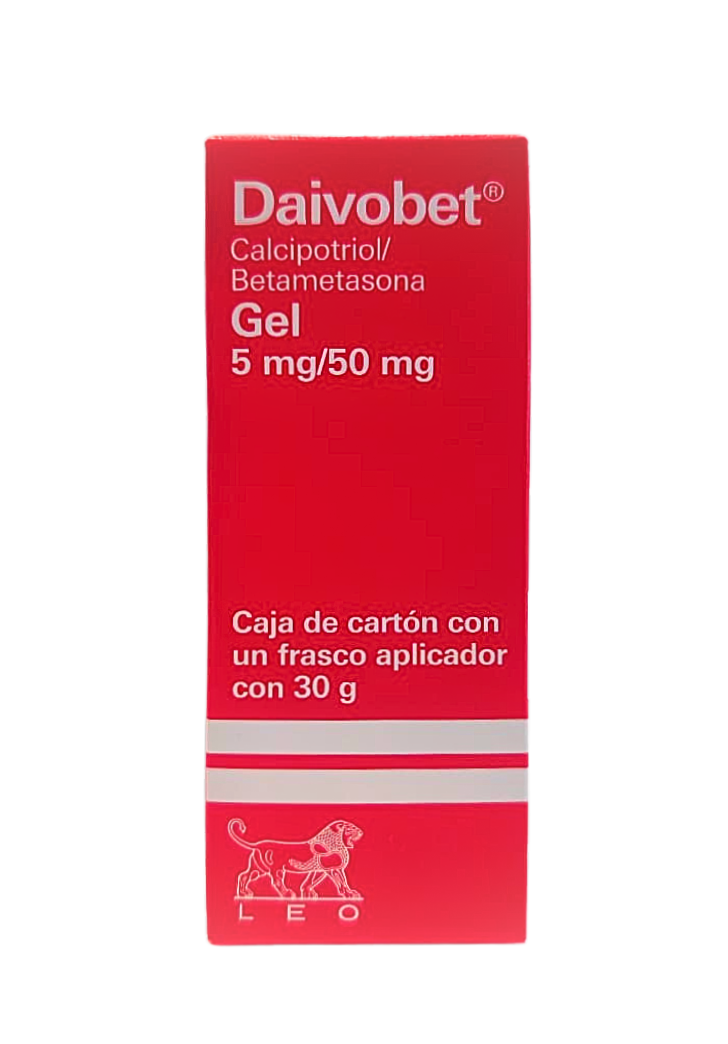 Daivobet®
Calcipotriol/
Betametasona
Gel
5 mg/50 mg
Caja de cartón con
un frasco aplicador
con 30 g
LEO